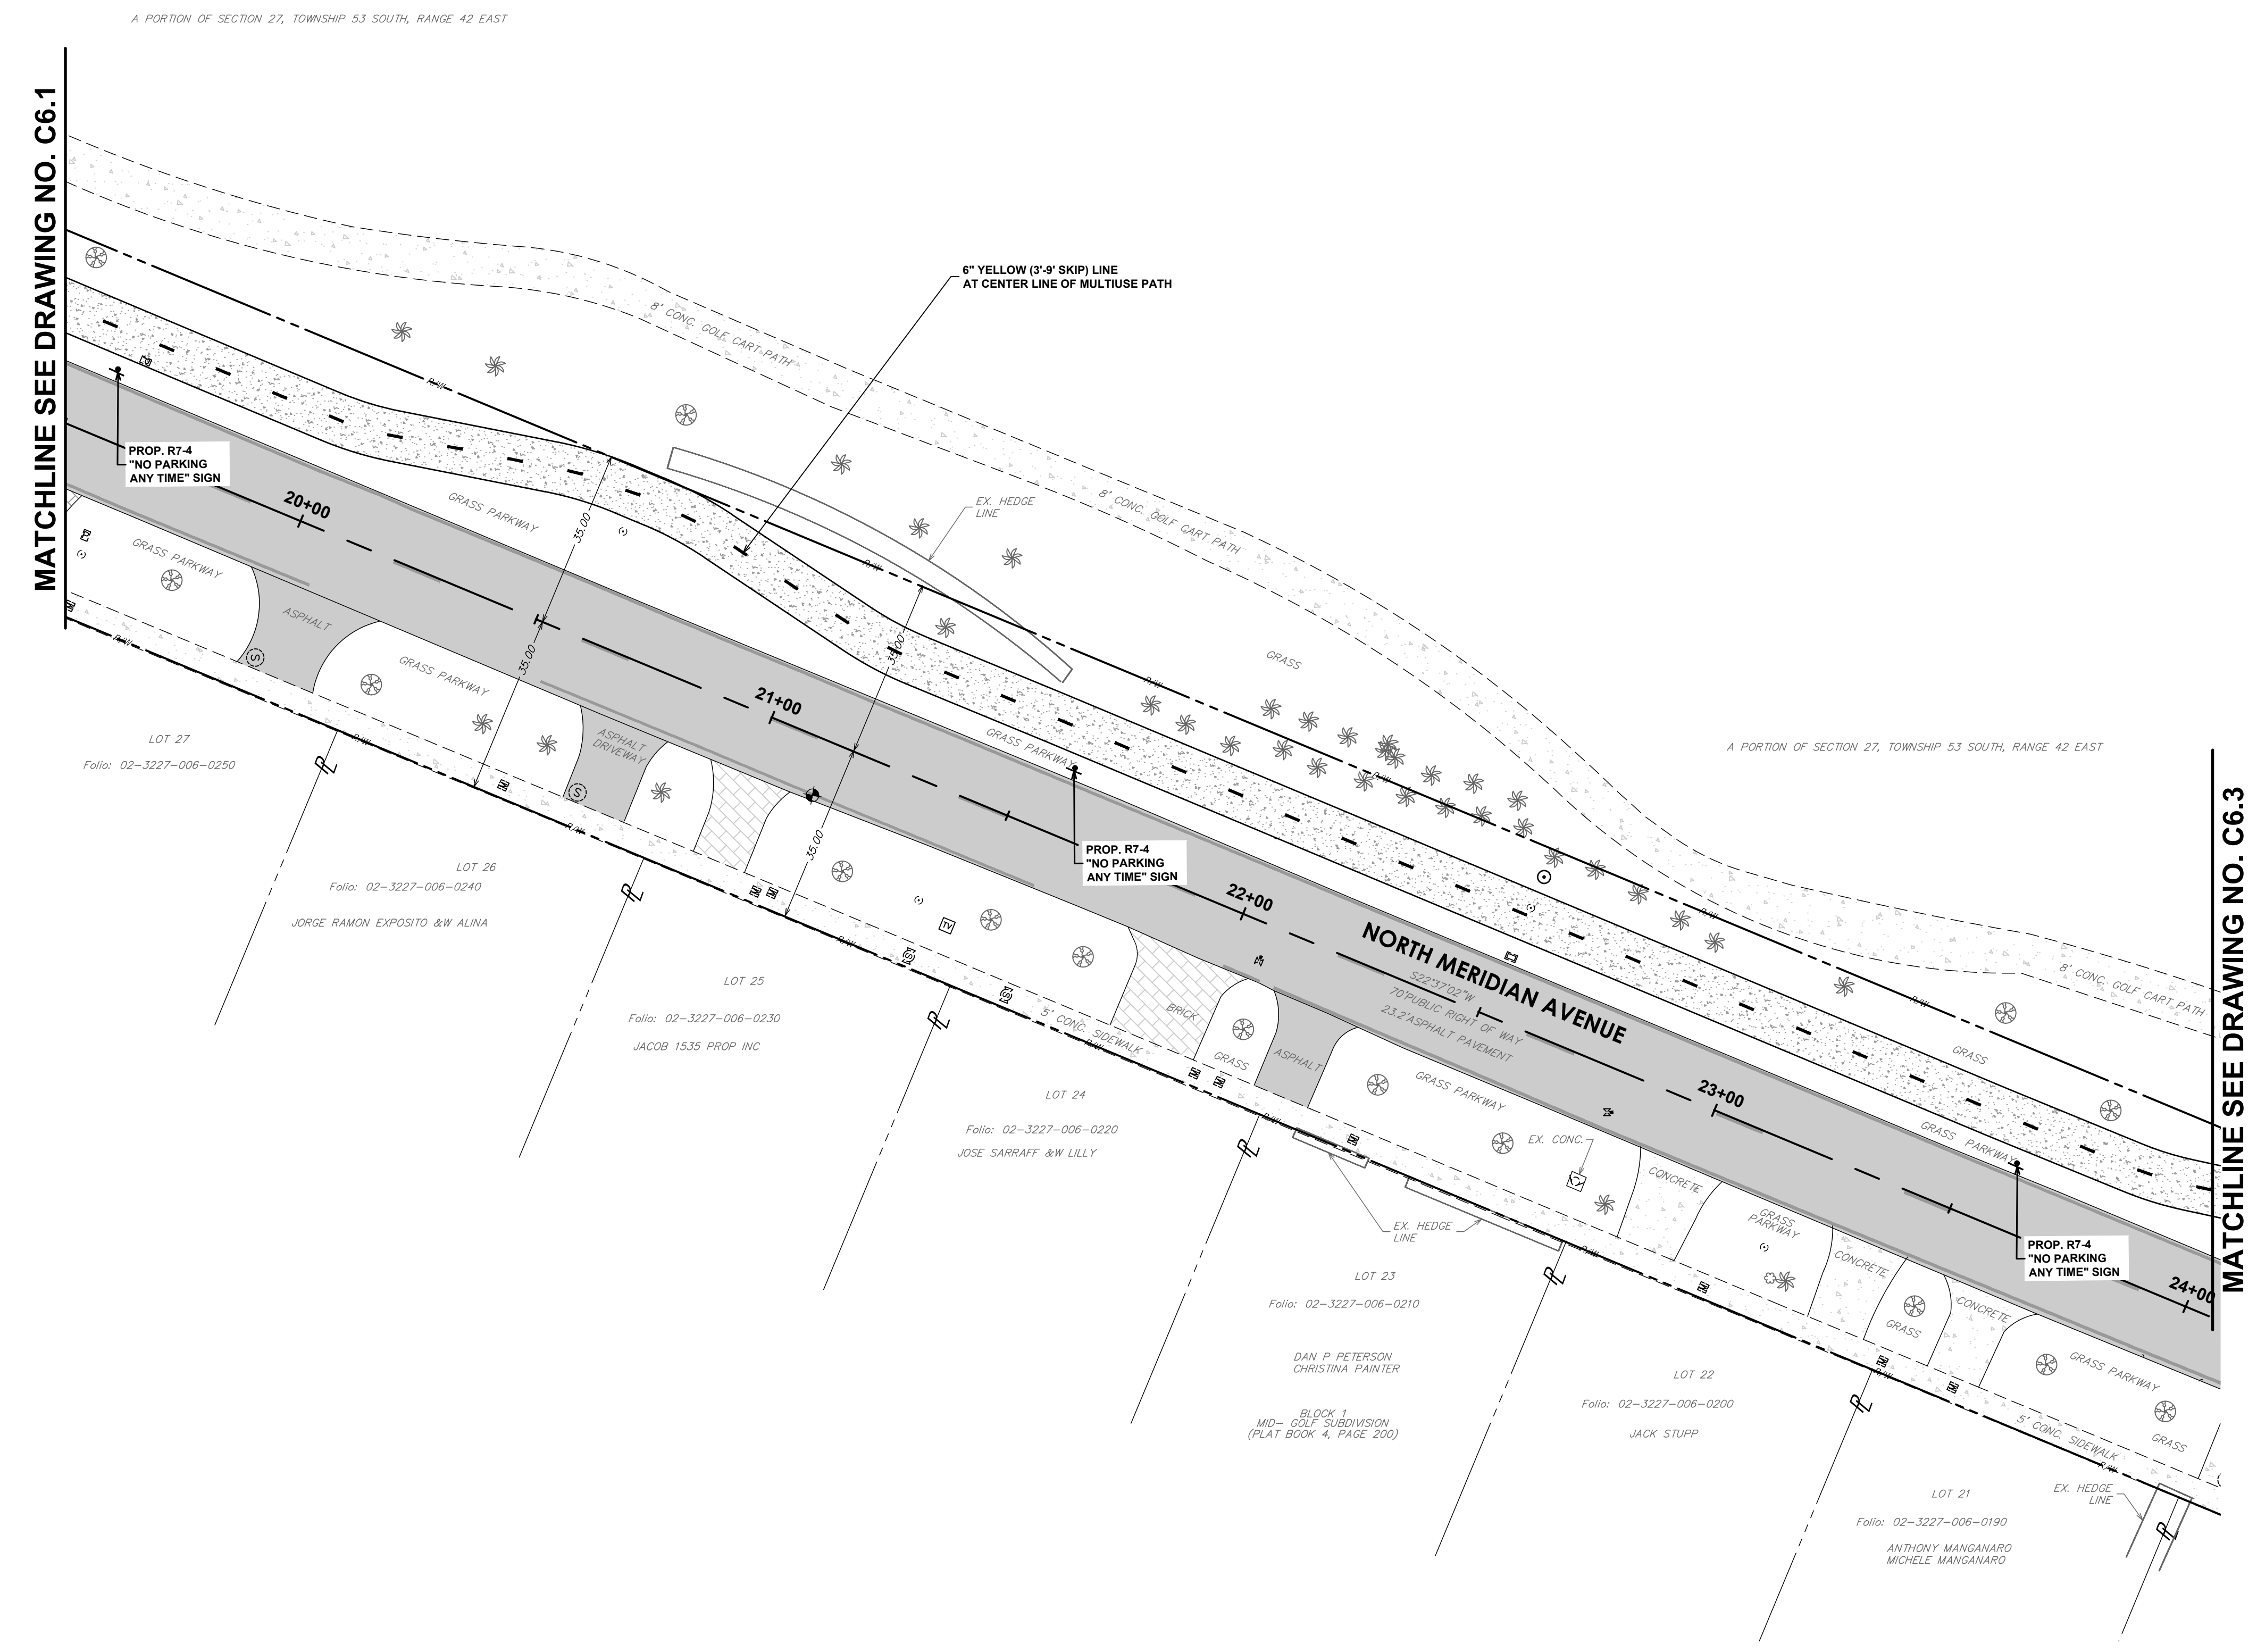 A PORTION OF SECTION 27, TOWNSHIP 53 SOUTH, RANGE 42 EAST
MATCHLINE SEE DRAWING NO. C6.1
6" YELLOW (3'-9' SKIP) LINE
AT CENTER LINE OF MULTIUSE PATH
8' CONC. GOLF CART PATH
R/W
PROP. R7-4
"NO PARKING
ANY TIME" SIGN
20+00
GRASS PARKWAY
35.00
EX. HEDGE
LINE
8' CONC. GOLF CART PATH
GRASS PARKWAY
R/W
ASPHALT
S
R/W
35.00
35.00
GRASS PARKWAY
GRASS
R/W
21+00
GRASS PARKWAY
ASPHALT
DRIVEWAY
S
R/W
PL
LOT 27
Folio: 02-3227-006-0250
R/W
A PORTION OF SECTION 27, TOWNSHIP 53 SOUTH, RANGE 42 EAST
MATCHLINE SEE DRAWING NO. C6.3
35.00
PROP. R7-4
"NO PARKING
ANY TIME" SIGN
R/W
PL
LOT 26
Folio: 02-3227-006-0240
JORGE RAMON EXPOSITO &W ALINA
M
M
M
TV
22+00
NORTH MERIDIAN AVENUE
S22°37'02"W
70'PUBLIC RIGHT OF WAY
23.2'ASPHALT PAVEMENT
R/W
R/W
8' CONC. GOLF CART PATH
R/W
S
S
LOT 25
Folio: 02-3227-006-0230
JACOB 1535 PROP INC
PL
5' CONC. SIDEWALK
R/W
BRICK
GRASS
ASPHALT
GRASS PARKWAY
GRASS
23+00
GRASS PARKWAY
M
M
M
R/W
LOT 24
Folio: 02-3227-006-0220
JOSE SARRAFF &W LILLY
PL
EX. CONC.
CONCRETE
GRASS
PARKWAY
CONCRETE
EX. HEDGE
LINE
R/W
PROP. R7-4
"NO PARKING
ANY TIME" SIGN
24+00
LOT 23
Folio: 02-3227-006-0210
DAN P PETERSON
CHRISTINA PAINTER
BLOCK 1
MID- GOLF SUBDIVISION
(PLAT BOOK 4, PAGE 200)
PL
M
GRASS
CONCRETE
M
M
R/W
GRASS PARKWAY
LOT 22
Folio: 02-3227-006-0200
JACK STUPP
PL
5' CONC. SIDEWALK
GRASS
R/W
LOT 21
Folio: 02-3227-006-0190
ANTHONY MANGANARO
MICHELE MANGANARO
EX. HEDGE
LINE
PL